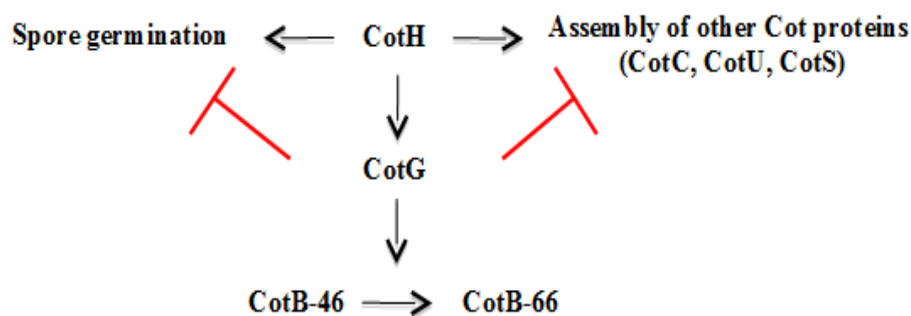 Spore germination
CotH
Assembly of other Cot proteins
(CotC, CotU, CotS)
CotG
CotB-46
CotB-66